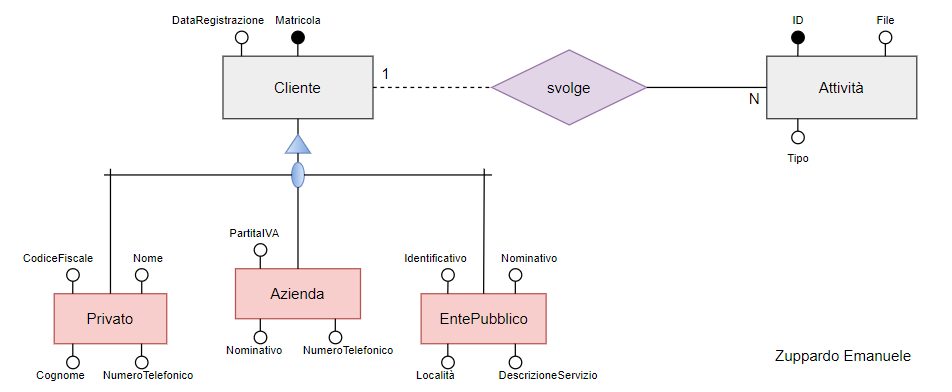 DataRegistrazione Matricola
ID File
Cliente 1 svolge N Attività
Tipo
PartitaIVA
CodiceFiscale Nome Identificativo Nominativo
Privato Azienda EntePubblico
Nominativo NumeroTelefonico
Cognome NumeroTelefonico Località DescrizioneServizio
Zuppardo Emanuele